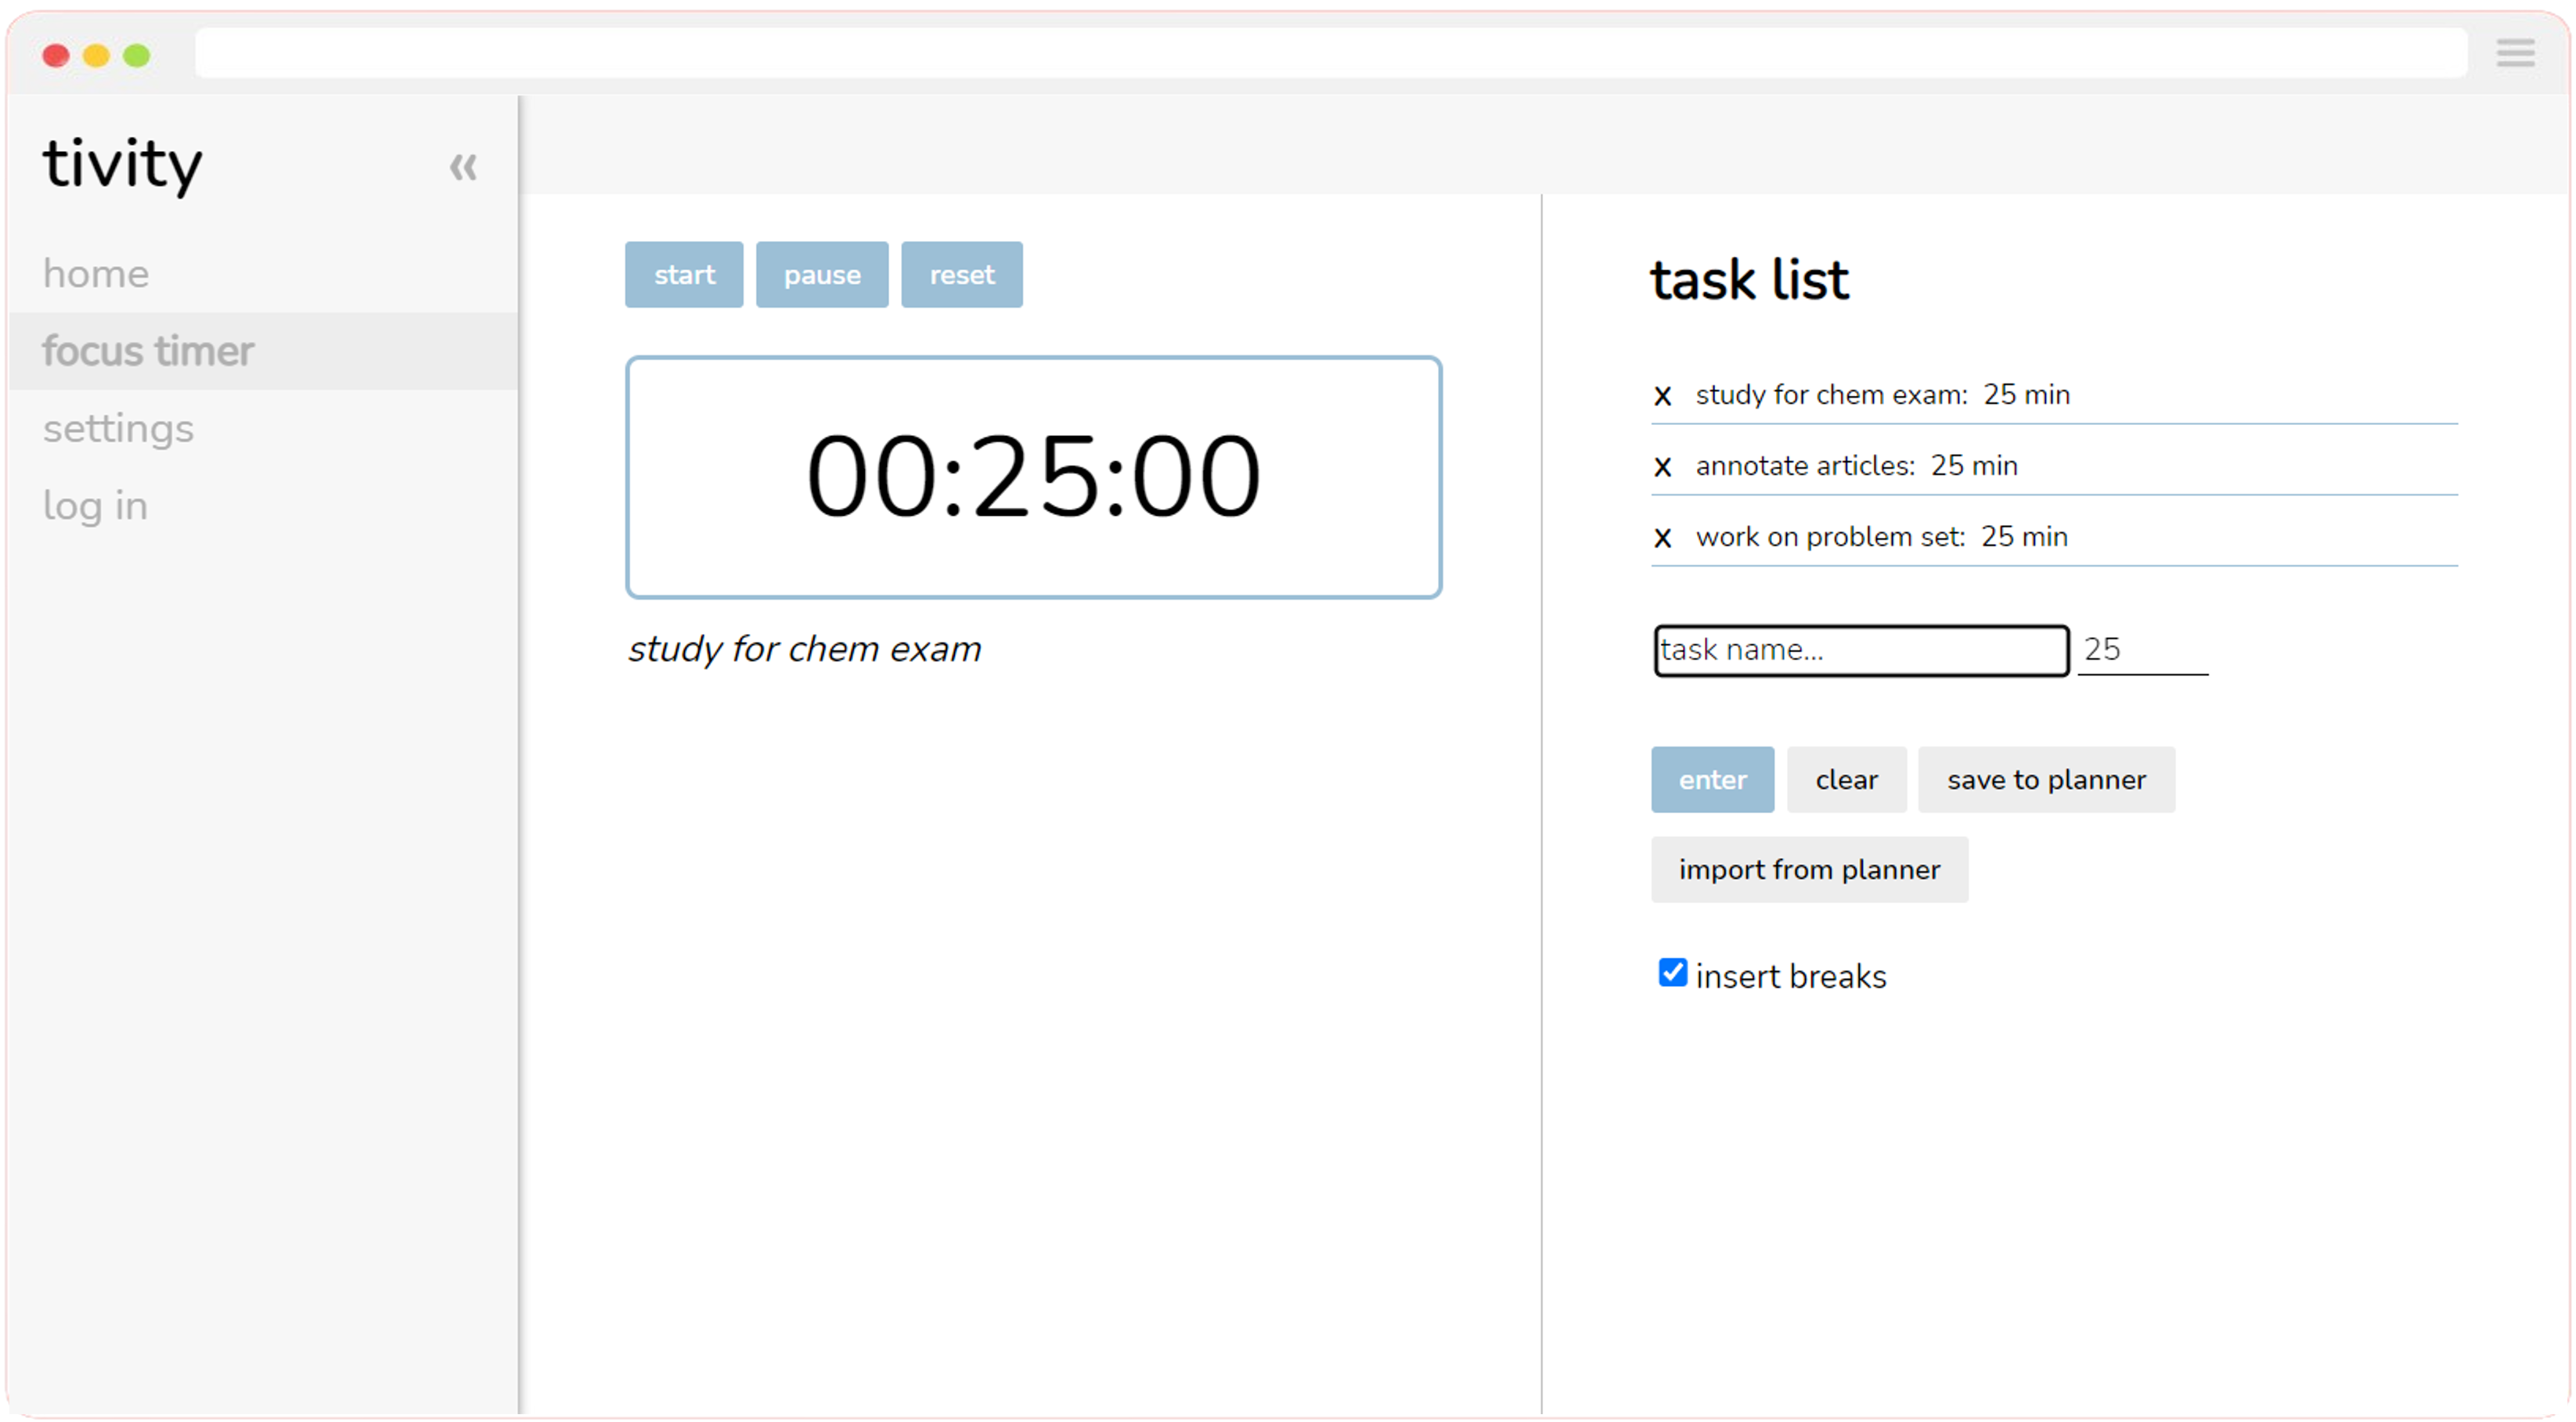 tivity «
home
focus timer
settings
log in
start pause reset
00:25:00
study for chem exam
task list
x study for chem exam: 25 min
x annotate articles: 25 min
x work on problem set: 25 min
task name... 25
enter clear save to planner
import from planner
insert breaks